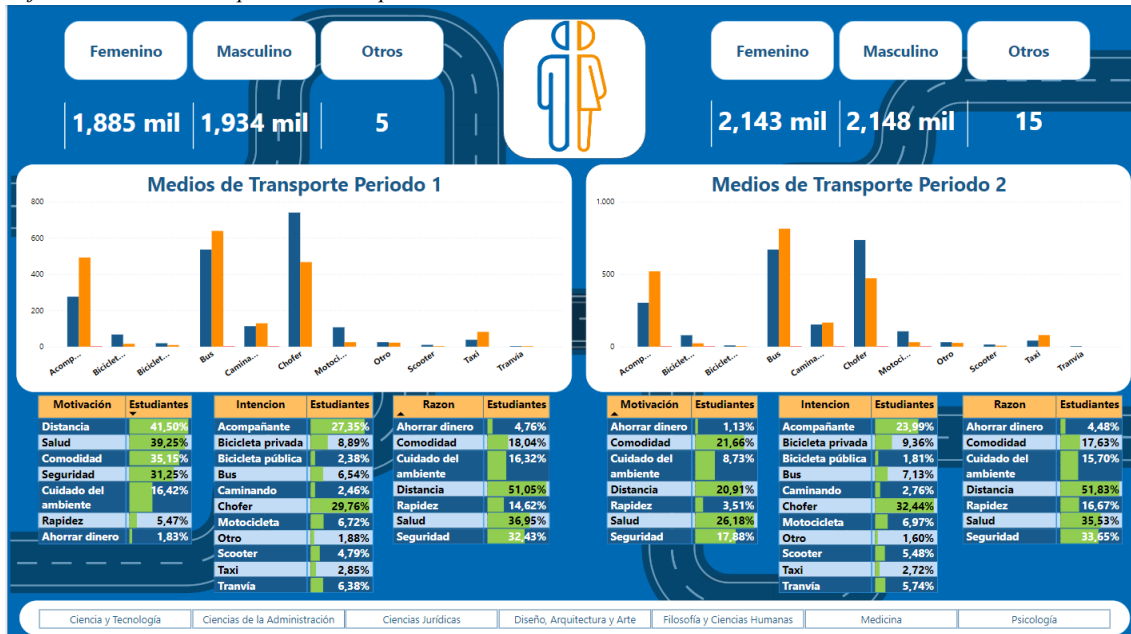 Femenino Masculino Otros
1,885 mil 1,934 mil 5
Femenino Masculino Otros
2,143 mil 2,148 mil 15
Medios de Transporte Periodo 1
800
600
400
200
0
Acomp... Biciclet... Biciclet... Bus Camina... Chofer Motoci... Otro Scooter Taxi Tranvia
Medios de Transporte Periodo 2
1.000
500
0
Acomp... Biciclet... Biciclet... Bus Camina... Chofer Motoci... Otro Scooter Taxi Tranvia
Motivación Estudiantes
Distancia 41,50%
Salud 39,25%
Comodidad 35,15%
Seguridad 31,25%
Cuidado del 16,42%
ambiente
Rapidez 5,47%
Ahorrar dinero 1,83%
Intencion Estudiantes
Acompañante 27,35%
Bicicleta privada 8,89%
Bicicleta pública 2,38%
Bus 6,54%
Caminando 2,46%
Chofer 29,76%
Motocicleta 6,72%
Otro 1,88%
Scooter 4,79%
Taxi 2,85%
Tranvía 6,38%
Razon Estudiantes
Ahorrar dinero 4,76%
Comodidad 18,04%
Cuidado del 16,32%
ambiente
Distancia 51,05%
Rapidez 14,62%
Salud 36,95%
Seguridad 32,43%
Motivación Estudiantes
Ahorrar dinero 1,13%
Comodidad 21,66%
Cuidado del 8,73%
ambiente
Distancia 20,91%
Rapidez 3,51%
Salud 26,18%
Seguridad 17,88%
Intencion Estudiantes
Acompañante 23,99%
Bicicleta privada 9,36%
Bicicleta pública 1,81%
Bus 7,13%
Caminando 2,76%
Chofer 32,44%
Motocicleta 6,97%
Otro 1,60%
Scooter 5,48%
Taxi 2,72%
Tranvía 5,74%
Razon Estudiantes
Ahorrar dinero 4,48%
Comodidad 17,63%
Cuidado del 15,70%
ambiente
Distancia 51,83%
Rapidez 16,67%
Salud 35,53%
Seguridad 33,65%
Ciencia y Tecnología Ciencias de la Administración Ciencias Jurídicas Diseño, Arquitectura y Arte Filosofía y Ciencias Humanas Medicina Psicología